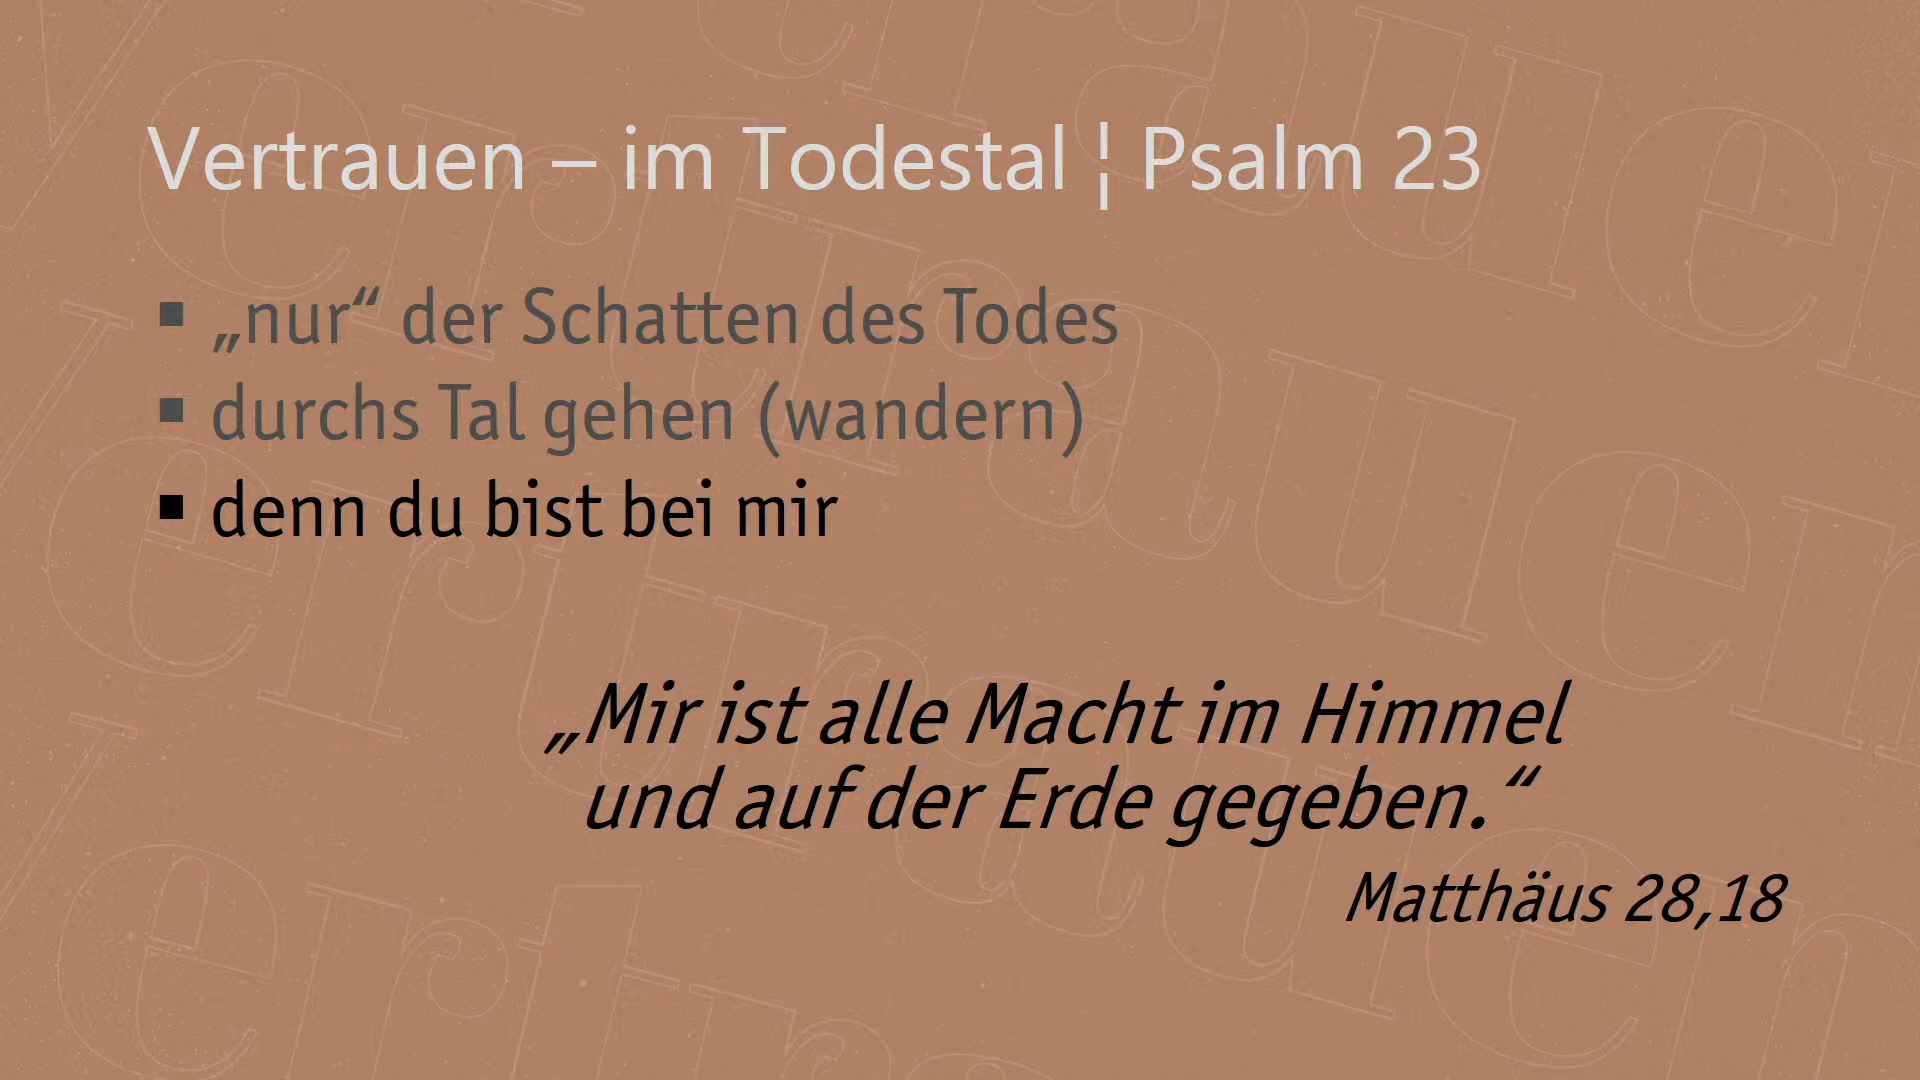 Vertrauen – im Todestal ¦ Psalm 23
▪ „nur“ der Schatten des Todes
▪ durchs Tal gehen (wandern)
▪ denn du bist bei mir
„Mir ist alle Macht im Himmel
und auf der Erde gegeben.“
Matthäus 28,18